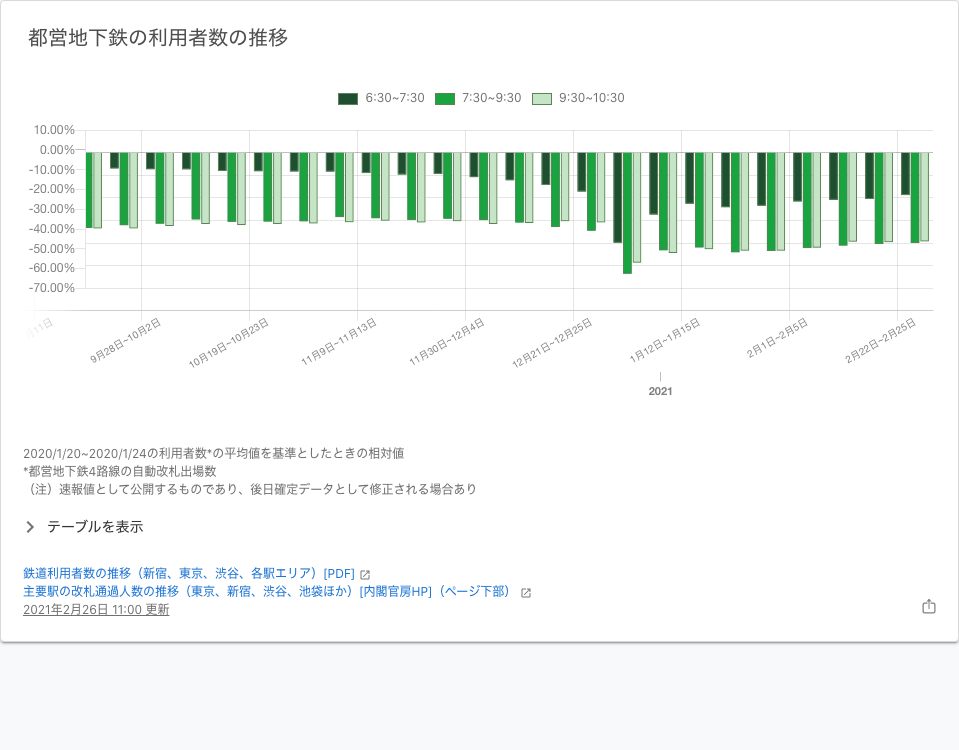 都営地下鉄の利用者数の推移
6:30~7:30 7:30~9:30 9:30~10:30
10.00%
0.00%
-10.00%
-20.00%
-30.00%
-40.00%
-50.00%
-60.00%
-70.00%
9月28日~10月2日
10月19日~10月23日
11月9日~11月13日
11月30日~12月4日
12月21日~12月25日
1月12日~1月15日
2月1日~2月5日
2月22日~2月25日
2021
2020/1/20~2020/1/24の利用者数*の平均値を基準としたときの相対値
*都営地下鉄4路線の自動改札出場数
（注）速報値として公開するものであり、後日確定データとして修正される場合あり
テーブルを表示
鉄道利用者数の推移（新宿、東京、渋谷、各駅エリア）[PDF]
主要駅の改札通過人数の推移（東京、新宿、渋谷、池袋ほか）[内閣官房HP]（ページ下部）
2021年2月26日 11:00 更新